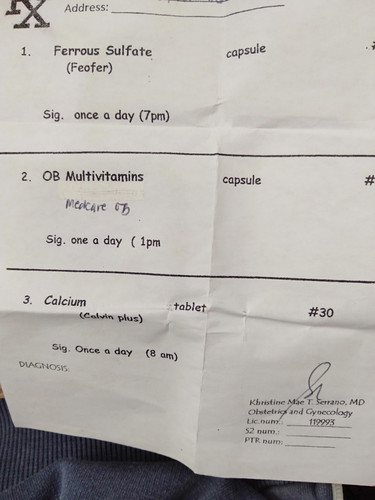 Rx Address:
1. Ferrous Sulfate capsule
(Feofer)
Sig. once a day (7pm)
2. OB Multivitamins capsule #
Medcare OB
Sig. one a day ( 1pm
3. Calcium tablet #30
(Calvin plus)
Sig. Once a day (8 am)
DIAGNOSIS
Khristine Mae T. Serrano, MD
Obstetrics and Gynecology
Lic.num.: 119993
S2 num.:
PTR num: